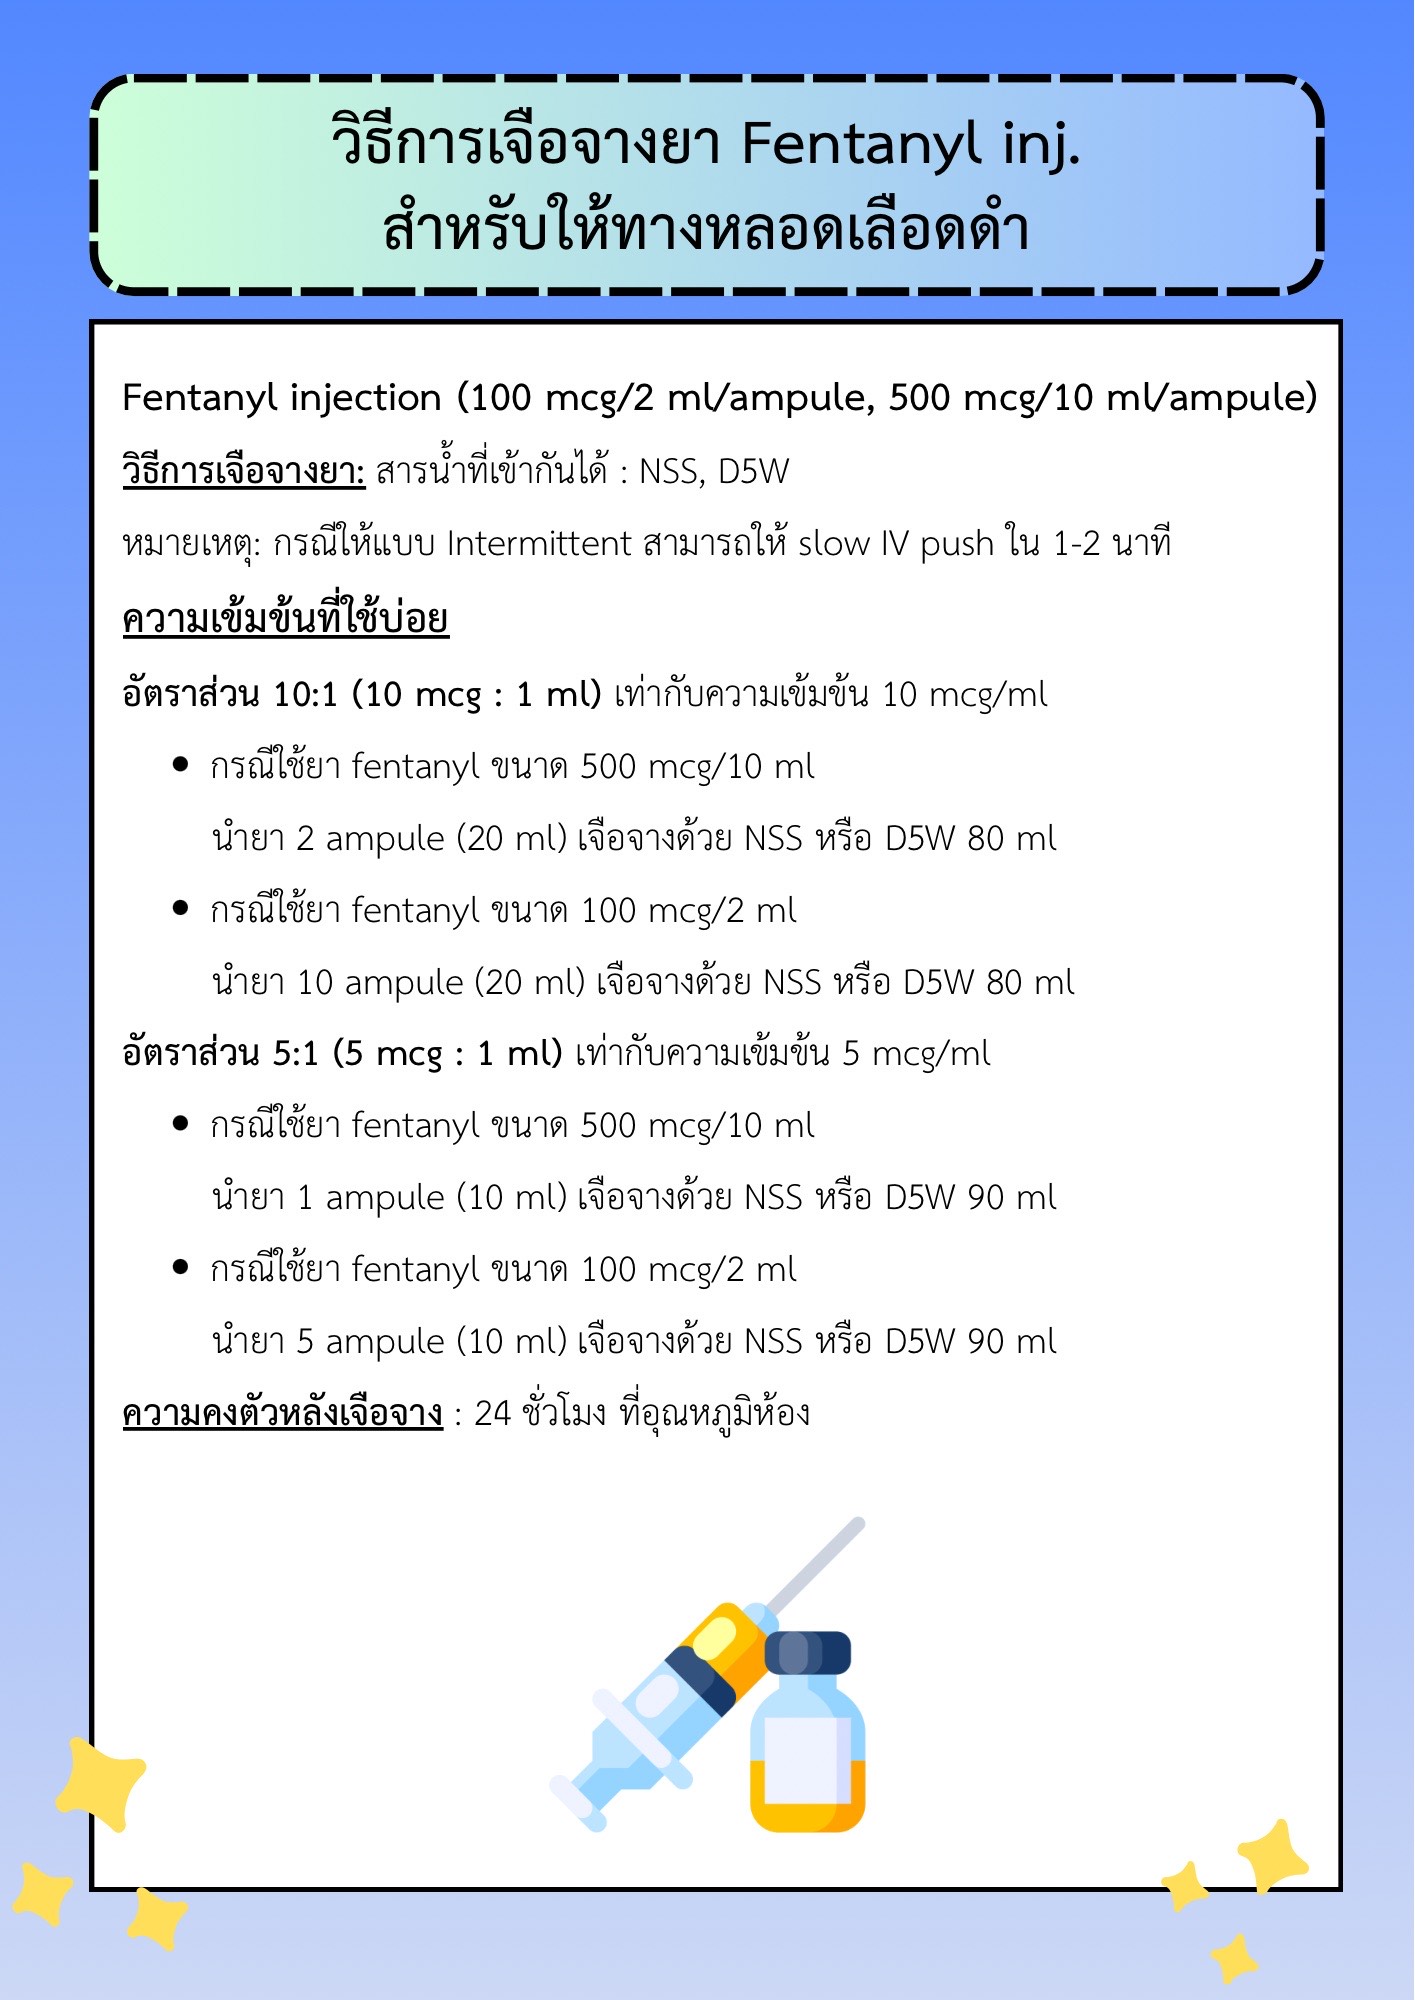 วิธีการเจือจางยา Fentanyl inj.
สำหรับให้ทางหลอดเลือดดำ
Fentanyl injection (100 mcg/2 ml/ampule, 500 mcg/10 ml/ampule)
วิธีการเจือจางยา: สารน้ำที่เข้ากันได้ : NSS, D5W
หมายเหตุ: กรณีให้แบบ Intermittent สามารถให้ slow IV push ใน 1-2 นาที
ความเข้มข้นที่ใช้บ่อย
อัตราส่วน 10:1 (10 mcg : 1 ml) เท่ากับความเข้มข้น 10 mcg/ml
• กรณีใช้ยา fentanyl ขนาด 500 mcg/10 ml
นำยา 2 ampule (20 ml) เจือจางด้วย NSS หรือ D5W 80 ml
• กรณีใช้ยา fentanyl ขนาด 100 mcg/2 ml
นำยา 10 ampule (20 ml) เจือจางด้วย NSS หรือ D5W 80 ml
อัตราส่วน 5:1 (5 mcg : 1 ml) เท่ากับความเข้มข้น 5 mcg/ml
• กรณีใช้ยา fentanyl ขนาด 500 mcg/10 ml
นำยา 1 ampule (10 ml) เจือจางด้วย NSS หรือ D5W 90 ml
• กรณีใช้ยา fentanyl ขนาด 100 mcg/2 ml
นำยา 5 ampule (10 ml) เจือจางด้วย NSS หรือ D5W 90 ml
ความคงตัวหลังเจือจาง : 24 ชั่วโมง ที่อุณหภูมิห้อง